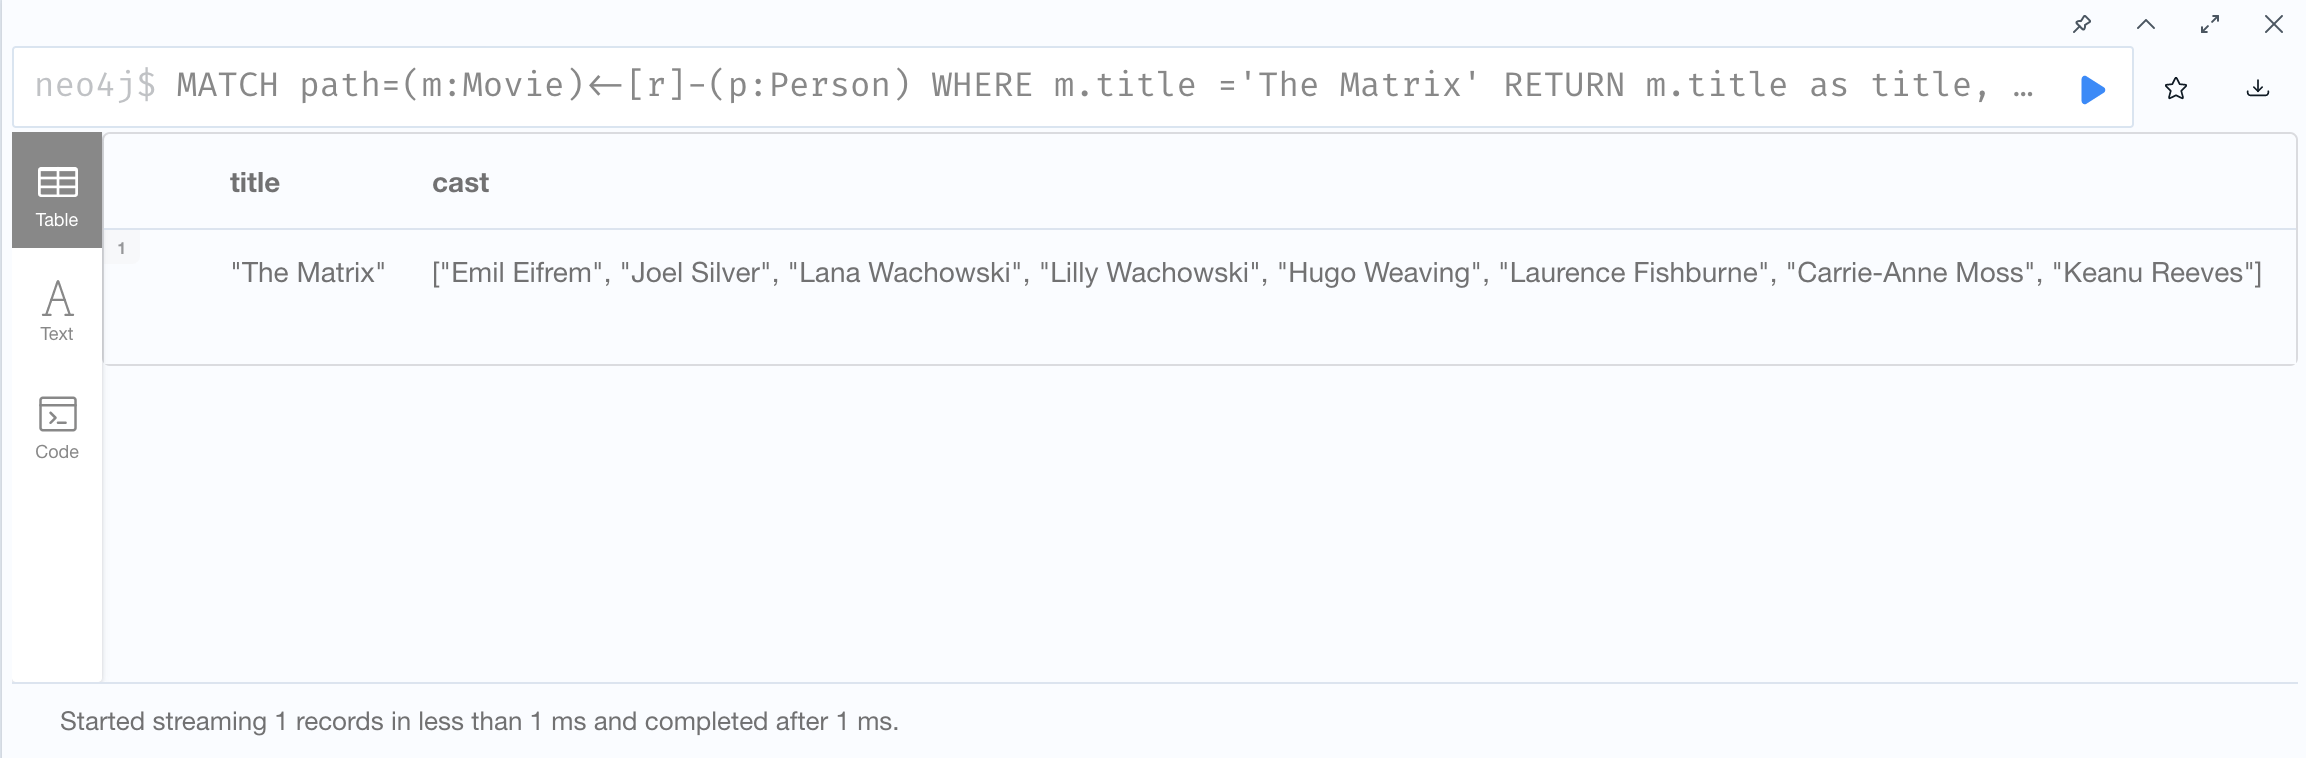 neo4j$ MATCH path=(m:Movie)<-[r]-(p:Person) WHERE m.title ='The Matrix' RETURN m.title as title, …
Table
title cast
1
"The Matrix" ["Emil Eifrem", "Joel Silver", "Lana Wachowski", "Lilly Wachowski", "Hugo Weaving", "Laurence Fishburne", "Carrie-Anne Moss", "Keanu Reeves"]
Text
Code
Started streaming 1 records in less than 1 ms and completed after 1 ms.